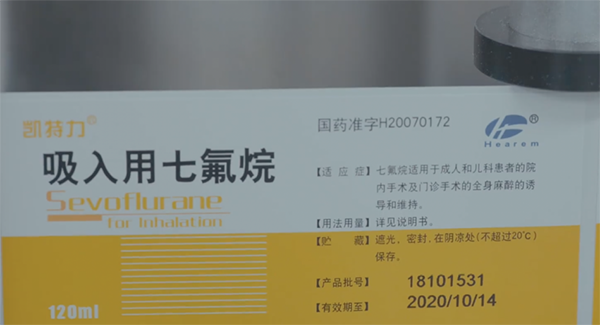 凯特力®
吸入用七氟烷
Sevoflurane
for Inhalation
120ml
国药准字H20070172
Hearem®
【适应症】七氟烷适用于成人和儿科患者的院
内手术及门诊手术的全身麻醉的诱
导和维持。
【用法用量】详见说明书。
【贮藏】遮光,密封,在阴凉处(不超过20℃)
保存。
【产品批号】 18101531
【有效期至】 2020/10/14